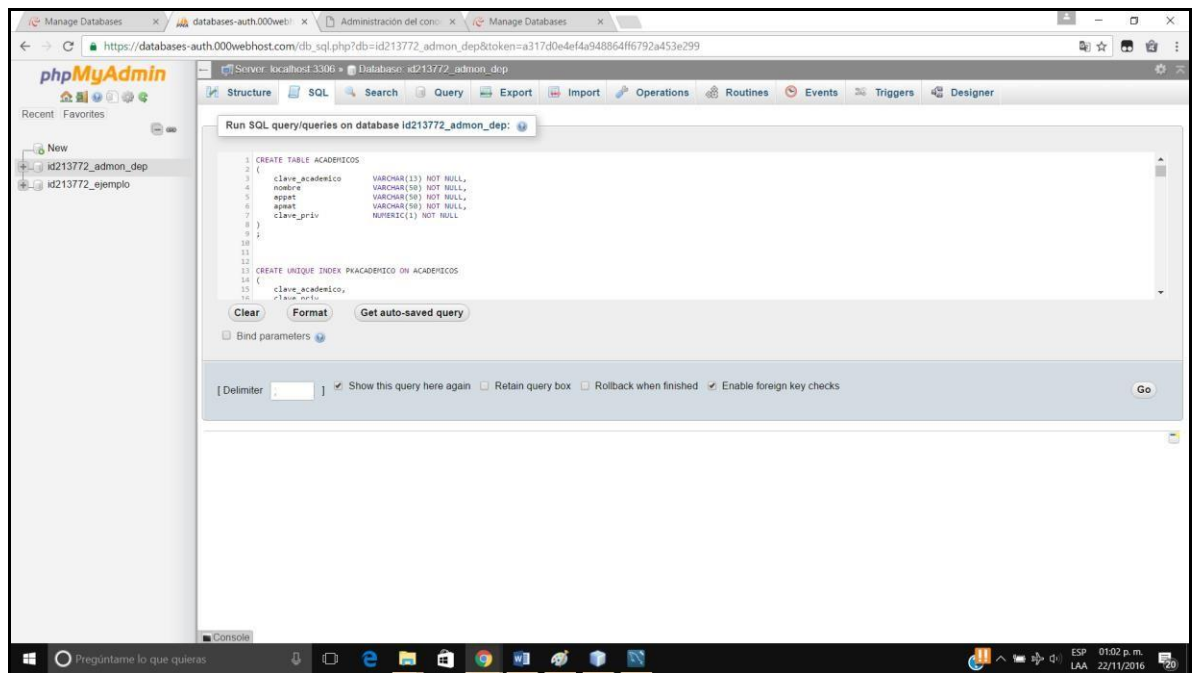 Manage Databases
databases-auth.000web
Administración del cono
Manage Databases
https://databases-auth.000webhost.com/db_sql.php?db=id213772_admon_dep&token=a317d0e4ef4a948864ff6792a453e299
phpMyAdmin
Recent Favorites
New
id213772_admon_dep
id213772_ejemplo
Server: localhost:3306 » Database: id213772_admon_dep
Structure SQL Search Query Export Import Operations Routines Events Triggers Designer
Run SQL query/queries on database id213772_admon_dep:
1 CREATE TABLE ACADEMICOS
2 (
3 clave_academico VARCHAR(13) NOT NULL,
4 nombre VARCHAR(50) NOT NULL,
5 appat VARCHAR(50) NOT NULL,
6 apmat VARCHAR(50) NOT NULL,
7 clave_priv NUMERIC(1) NOT NULL
8 )
9 ;
10
11
12
13 CREATE UNIQUE INDEX PKACADEMICO ON ACADEMICOS
14 (
15 clave_academico,
16 clave_priv
Clear Format Get auto-saved query
Bind parameters
[ Delimiter ; ] Show this query here again Retain query box Rollback when finished Enable foreign key checks
Go
Console
Pregúntame lo que quieras
ESP 01:02 p. m.
LAA 22/11/2016
20